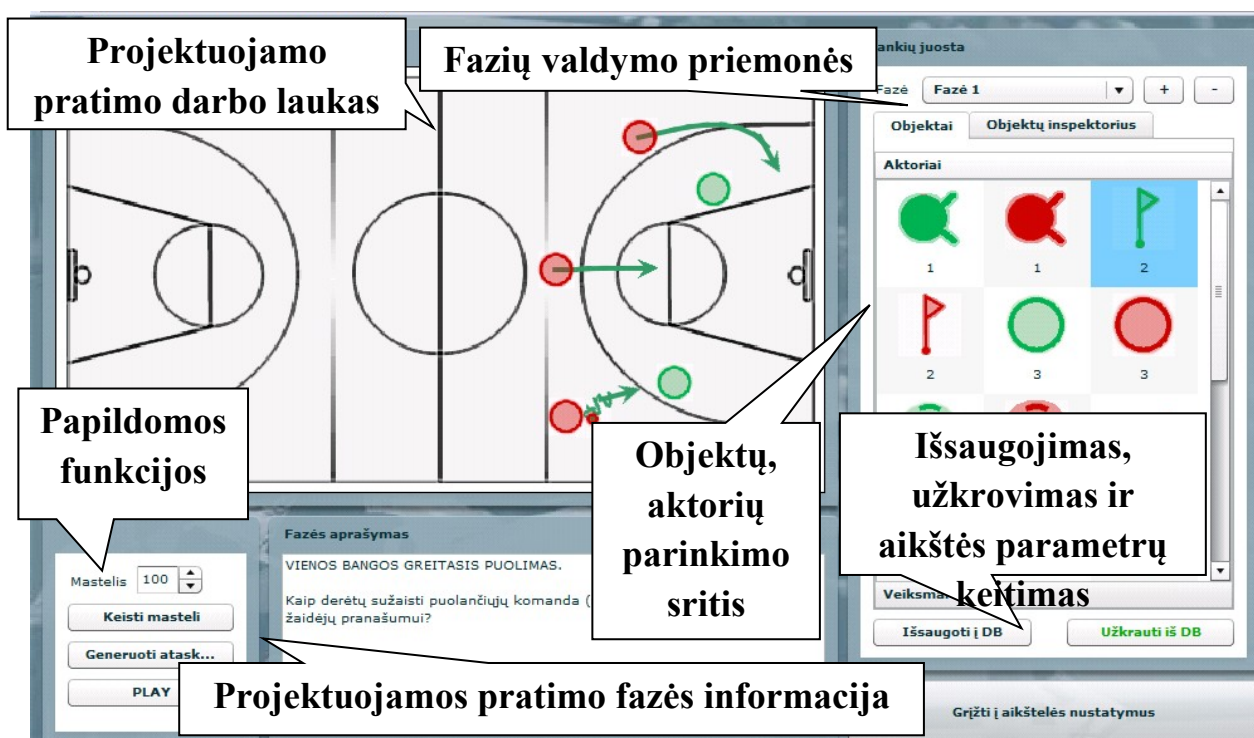 Projektuojamo
pratimo darbo laukas
Fazių valdymo priemonės
ankių juosta
Fazė
Fazė 1
+
-
Objektai
Objektų inspektorius
Aktoriai
1
1
2
2
3
3
Papildomos
funkcijos
Objektų,
aktorių
parinkimo
sritis
Išsaugojimas,
užkrovimas ir
aikštės parametrų
keitimas
Veiksma
Išsaugoti į DB
Užkrauti iš DB
Fazės aprašymas
VIENOS BANGOS GREITASIS PUOLIMAS.
Kaip derėtų sužaisti puolančiųjų komanda (
žaidėjų pranašumui?
Mastelis
100
Keisti masteli
Generuoti atask...
PLAY
Projektuojamos pratimo fazės informacija
Grįžti į aikštelės nustatymus